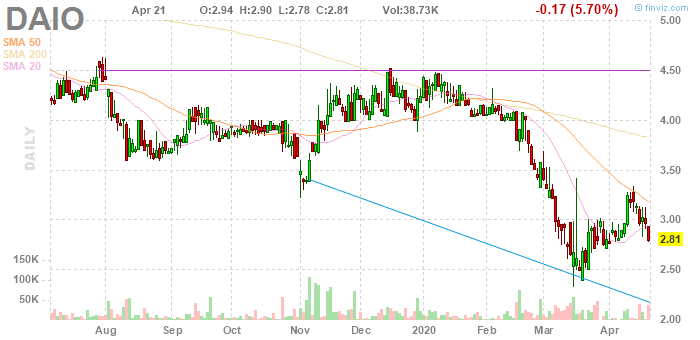 DAIO Apr 21 O:2.94 H:2.90 L:2.78 C:2.81 Vol:38.73K -0.17 (5.70%) © finviz.com
SMA 50
SMA 200
SMA 20
DAILY
5.00
4.50
4.00
3.50
3.00
2.81
2.50
2.00
150K
100K
50K
Aug Sep Oct Nov Dec 2020 Feb Mar Apr